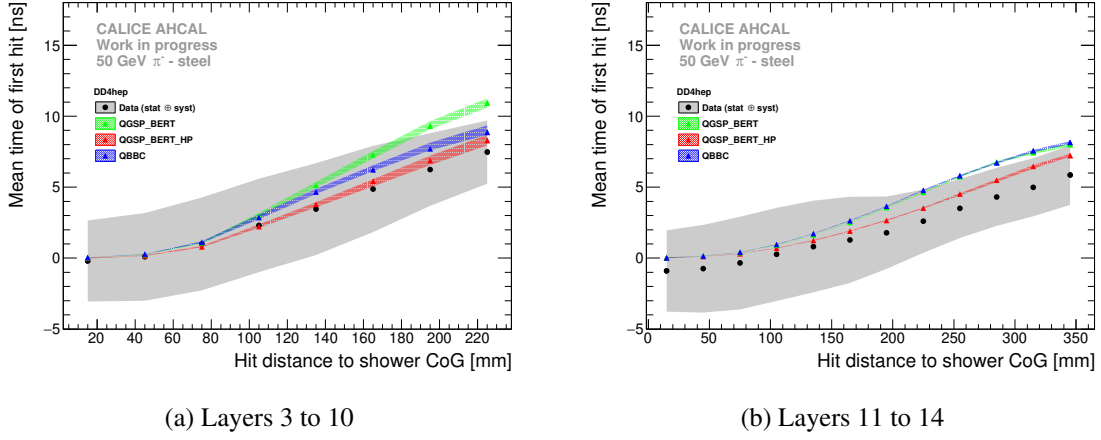 Mean time of first hit [ns]
15
10
5
0
−5
CALICE AHCAL
Work in progress
50 GeV π⁻ - steel
DD4hep
Data (stat ⊕ syst)
QGSP_BERT
QGSP_BERT_HP
QBBC
20 40 60 80 100 120 140 160 180 200 220
Hit distance to shower CoG [mm]
(a) Layers 3 to 10
Mean time of first hit [ns]
15
10
5
0
−5
CALICE AHCAL
Work in progress
50 GeV π⁻ - steel
DD4hep
Data (stat ⊕ syst)
QGSP_BERT
QGSP_BERT_HP
QBBC
0 50 100 150 200 250 300 350
Hit distance to shower CoG [mm]
(b) Layers 11 to 14